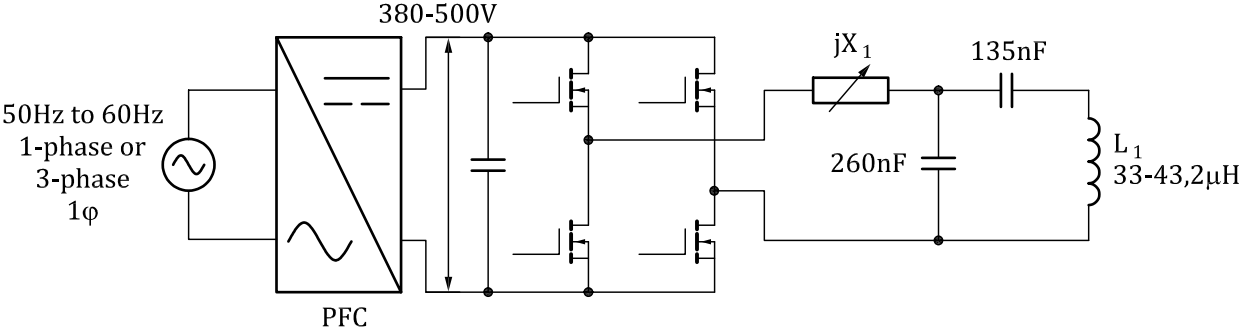 380-500V
50Hz to 60Hz
1-phase or
3-phase
1φ
PFC
jX 1
135nF
260nF
L 1
33-43,2μH